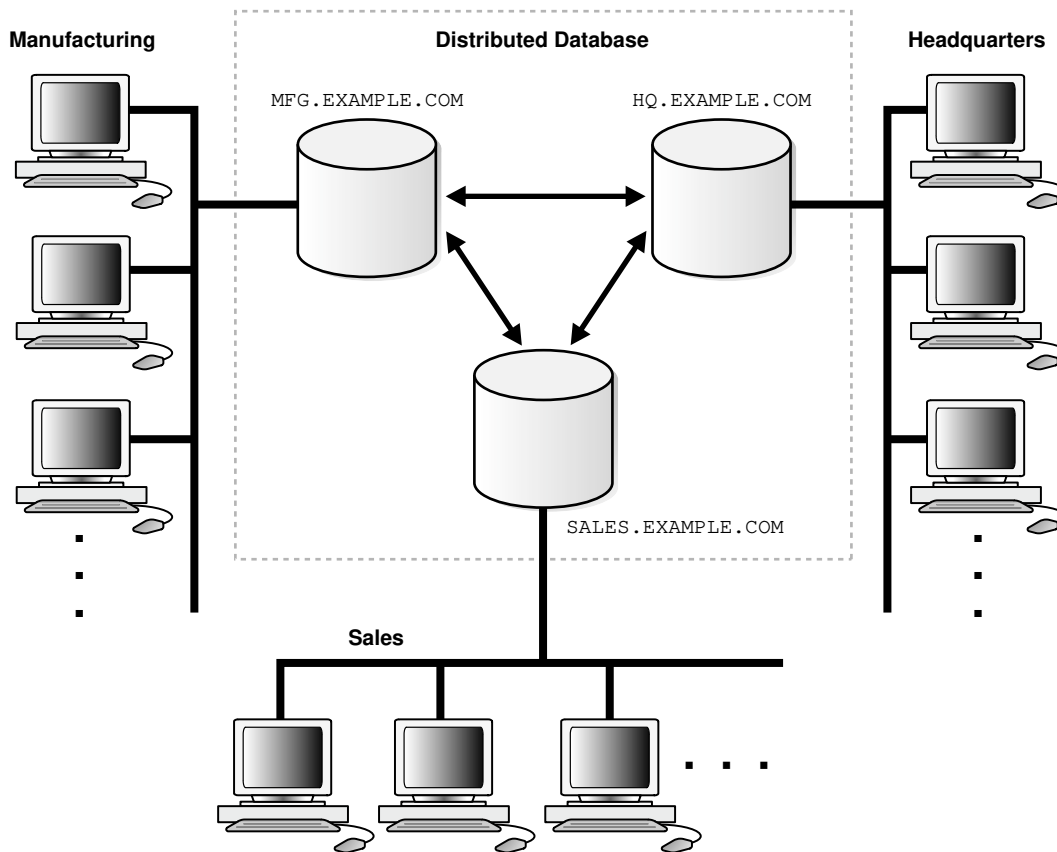 Manufacturing
Distributed Database
Headquarters
MFG.EXAMPLE.COM
HQ.EXAMPLE.COM
SALES.EXAMPLE.COM
Sales